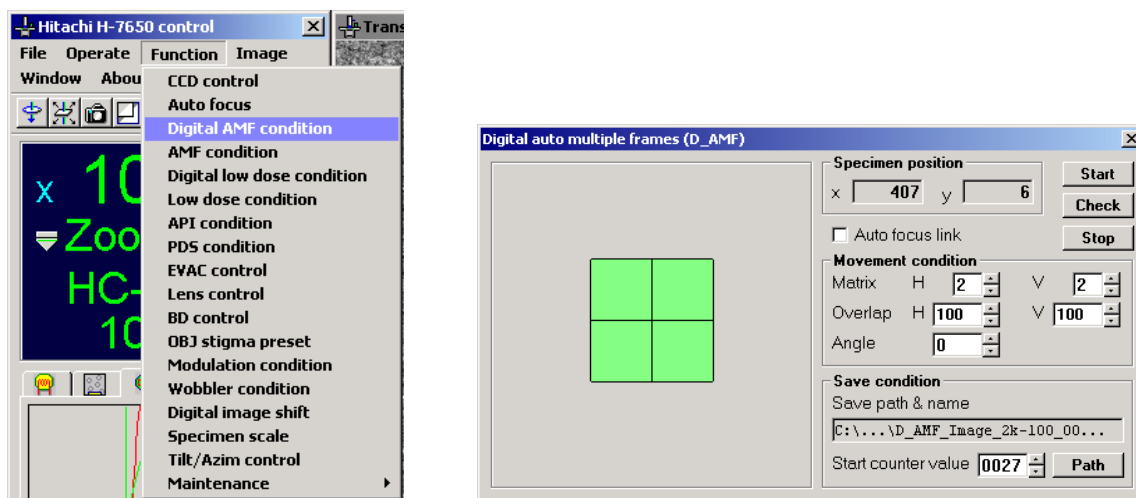 Hitachi H-7650 control
File Operate Function Image
Window Abou
CCD control
Auto focus
Digital AMF condition
AMF condition
Digital low dose condition
Low dose condition
API condition
PDS condition
EVAC control
Lens control
BD control
OBJ stigma preset
Modulation condition
Wobbler condition
Digital image shift
Specimen scale
Tilt/Azim control
Maintenance
x 10
Zoo
HC-
10
Trans
Digital auto multiple frames (D_AMF)
Specimen position
x 407 y 6
Start
Check
Stop
Auto focus link
Movement condition
Matrix H 2 V 2
Overlap H 100 V 100
Angle 0
Save condition
Save path & name
C:\...\D_AMF_Image_2k-100_00...
Start counter value 0027 Path